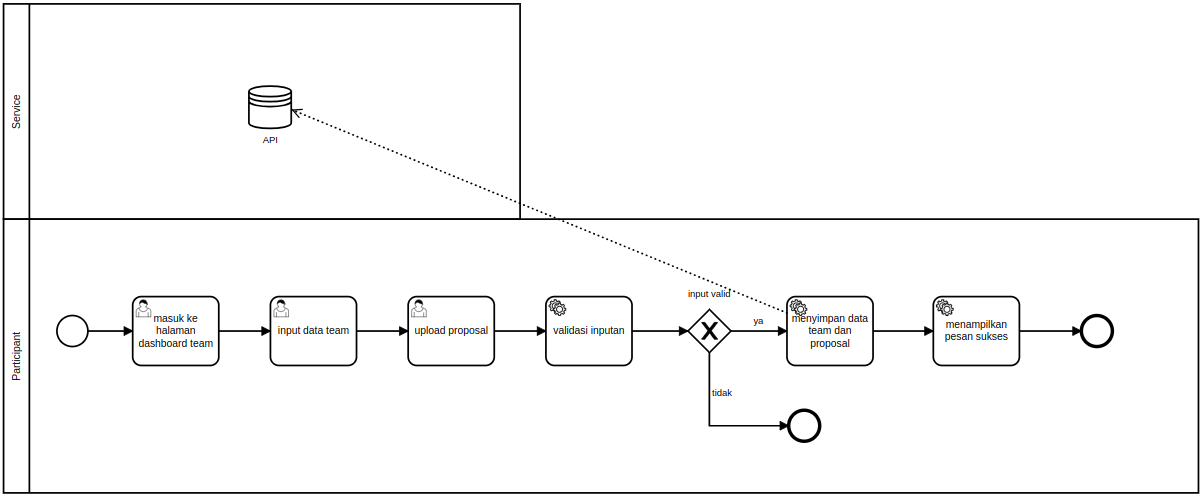 Service
API
Participant
masuk ke
halaman
dashboard team
input data team
upload proposal
validasi inputan
input valid
ya
tidak
menyimpan data
team dan
proposal
menampilkan
pesan sukses